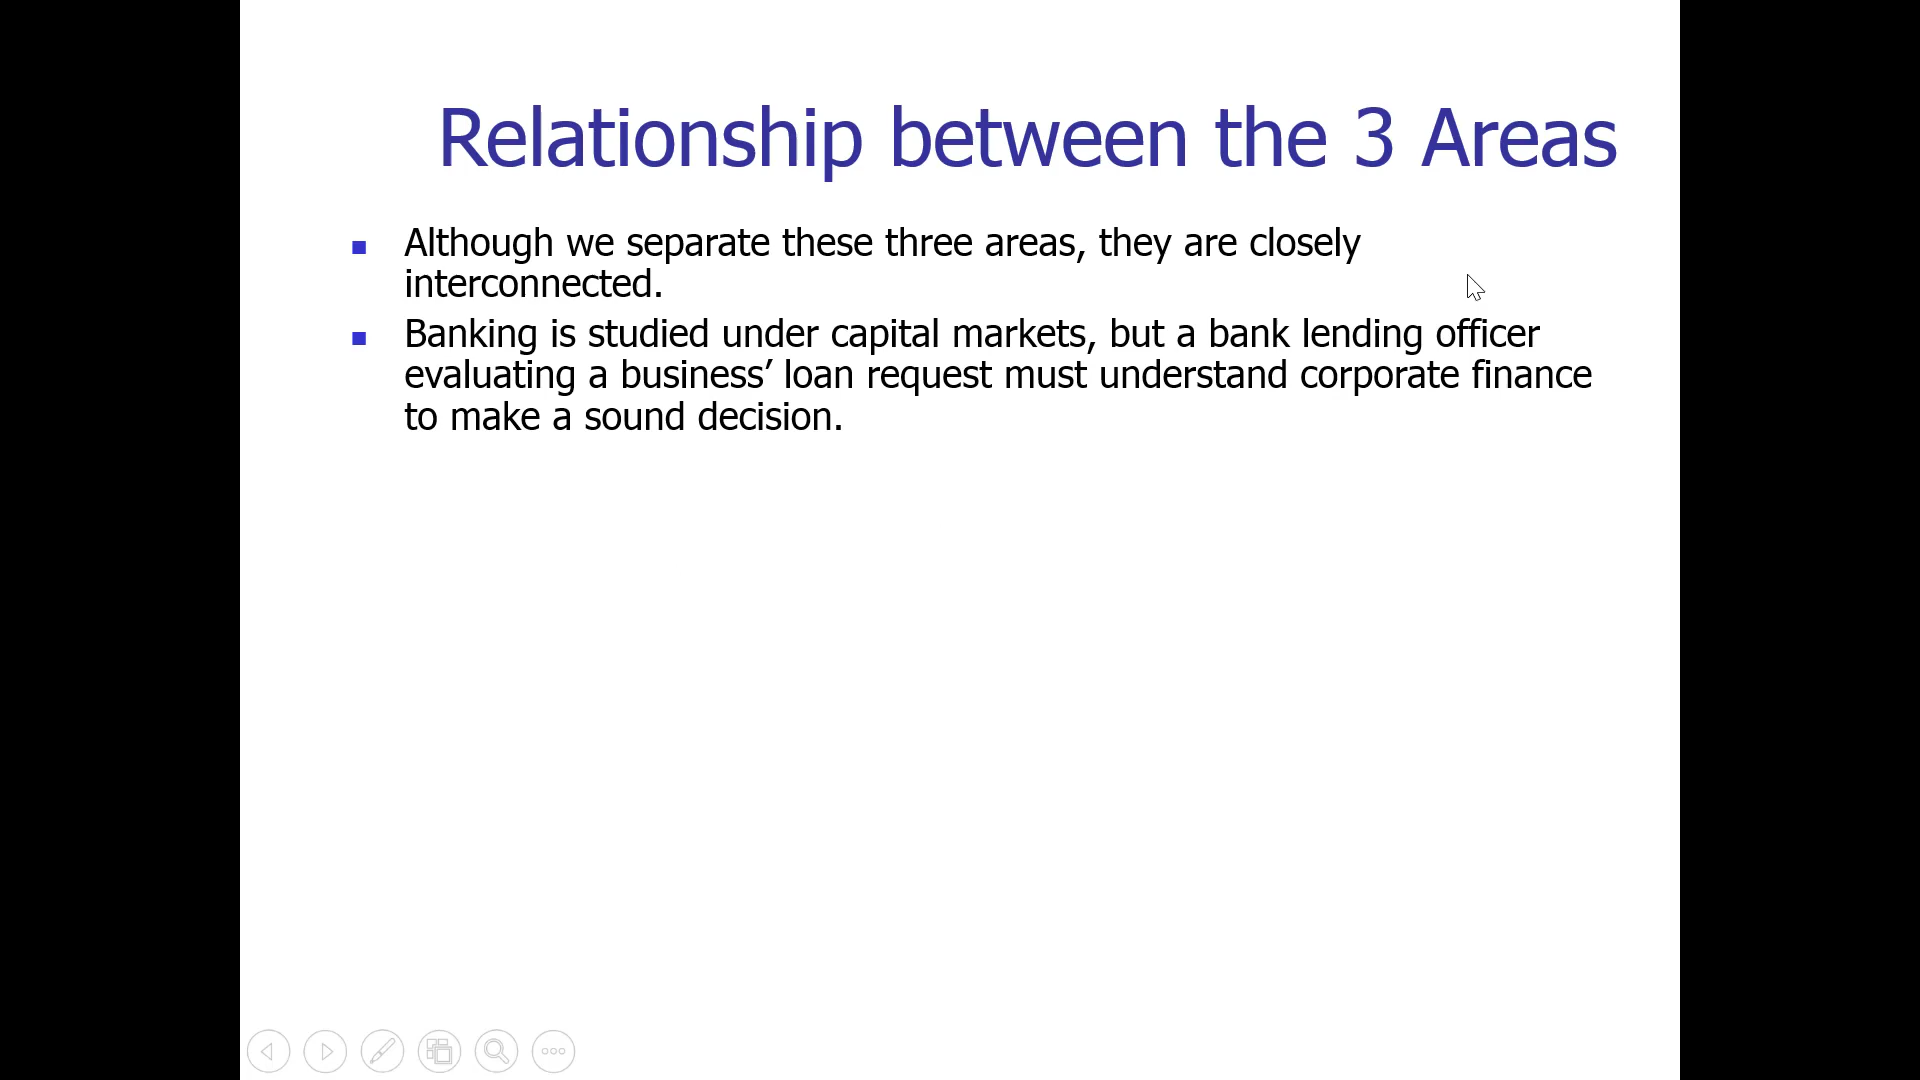 Relationship between the 3 Areas
Although we separate these three areas, they are closely
interconnected.
Banking is studied under capital markets, but a bank lending officer
evaluating a business’ loan request must understand corporate finance
to make a sound decision.